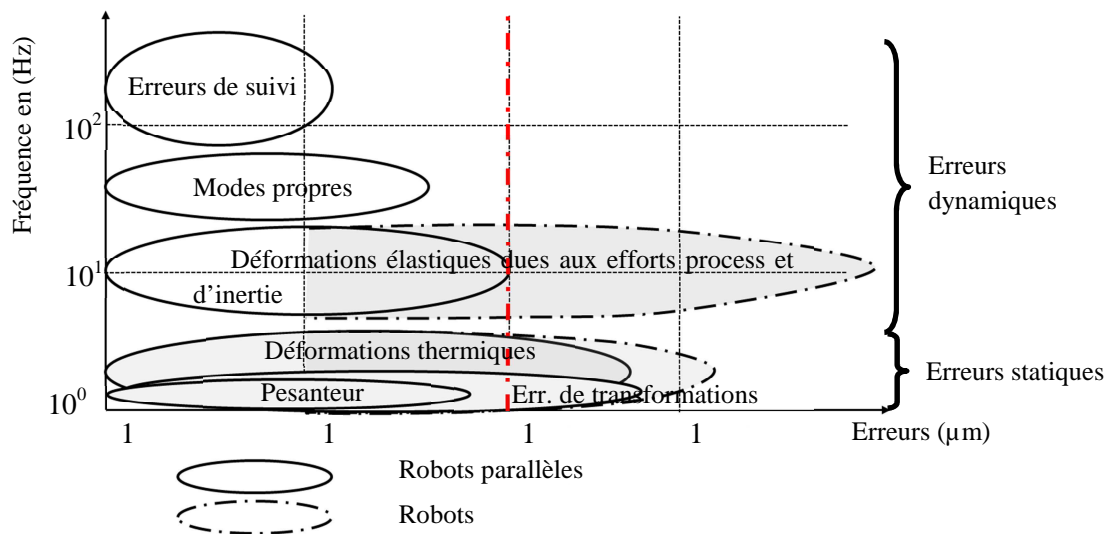 Fréquence en (Hz)
Erreurs de suivi
10²
Modes propres
Erreurs
dynamiques
Déformations élastiques dues aux efforts process et
10¹
d’inertie
Déformations thermiques
Erreurs statiques
Pesanteur
Err. de transformations
10⁰
1 1 1 1 Erreurs (µm)
Robots parallèles
Robots